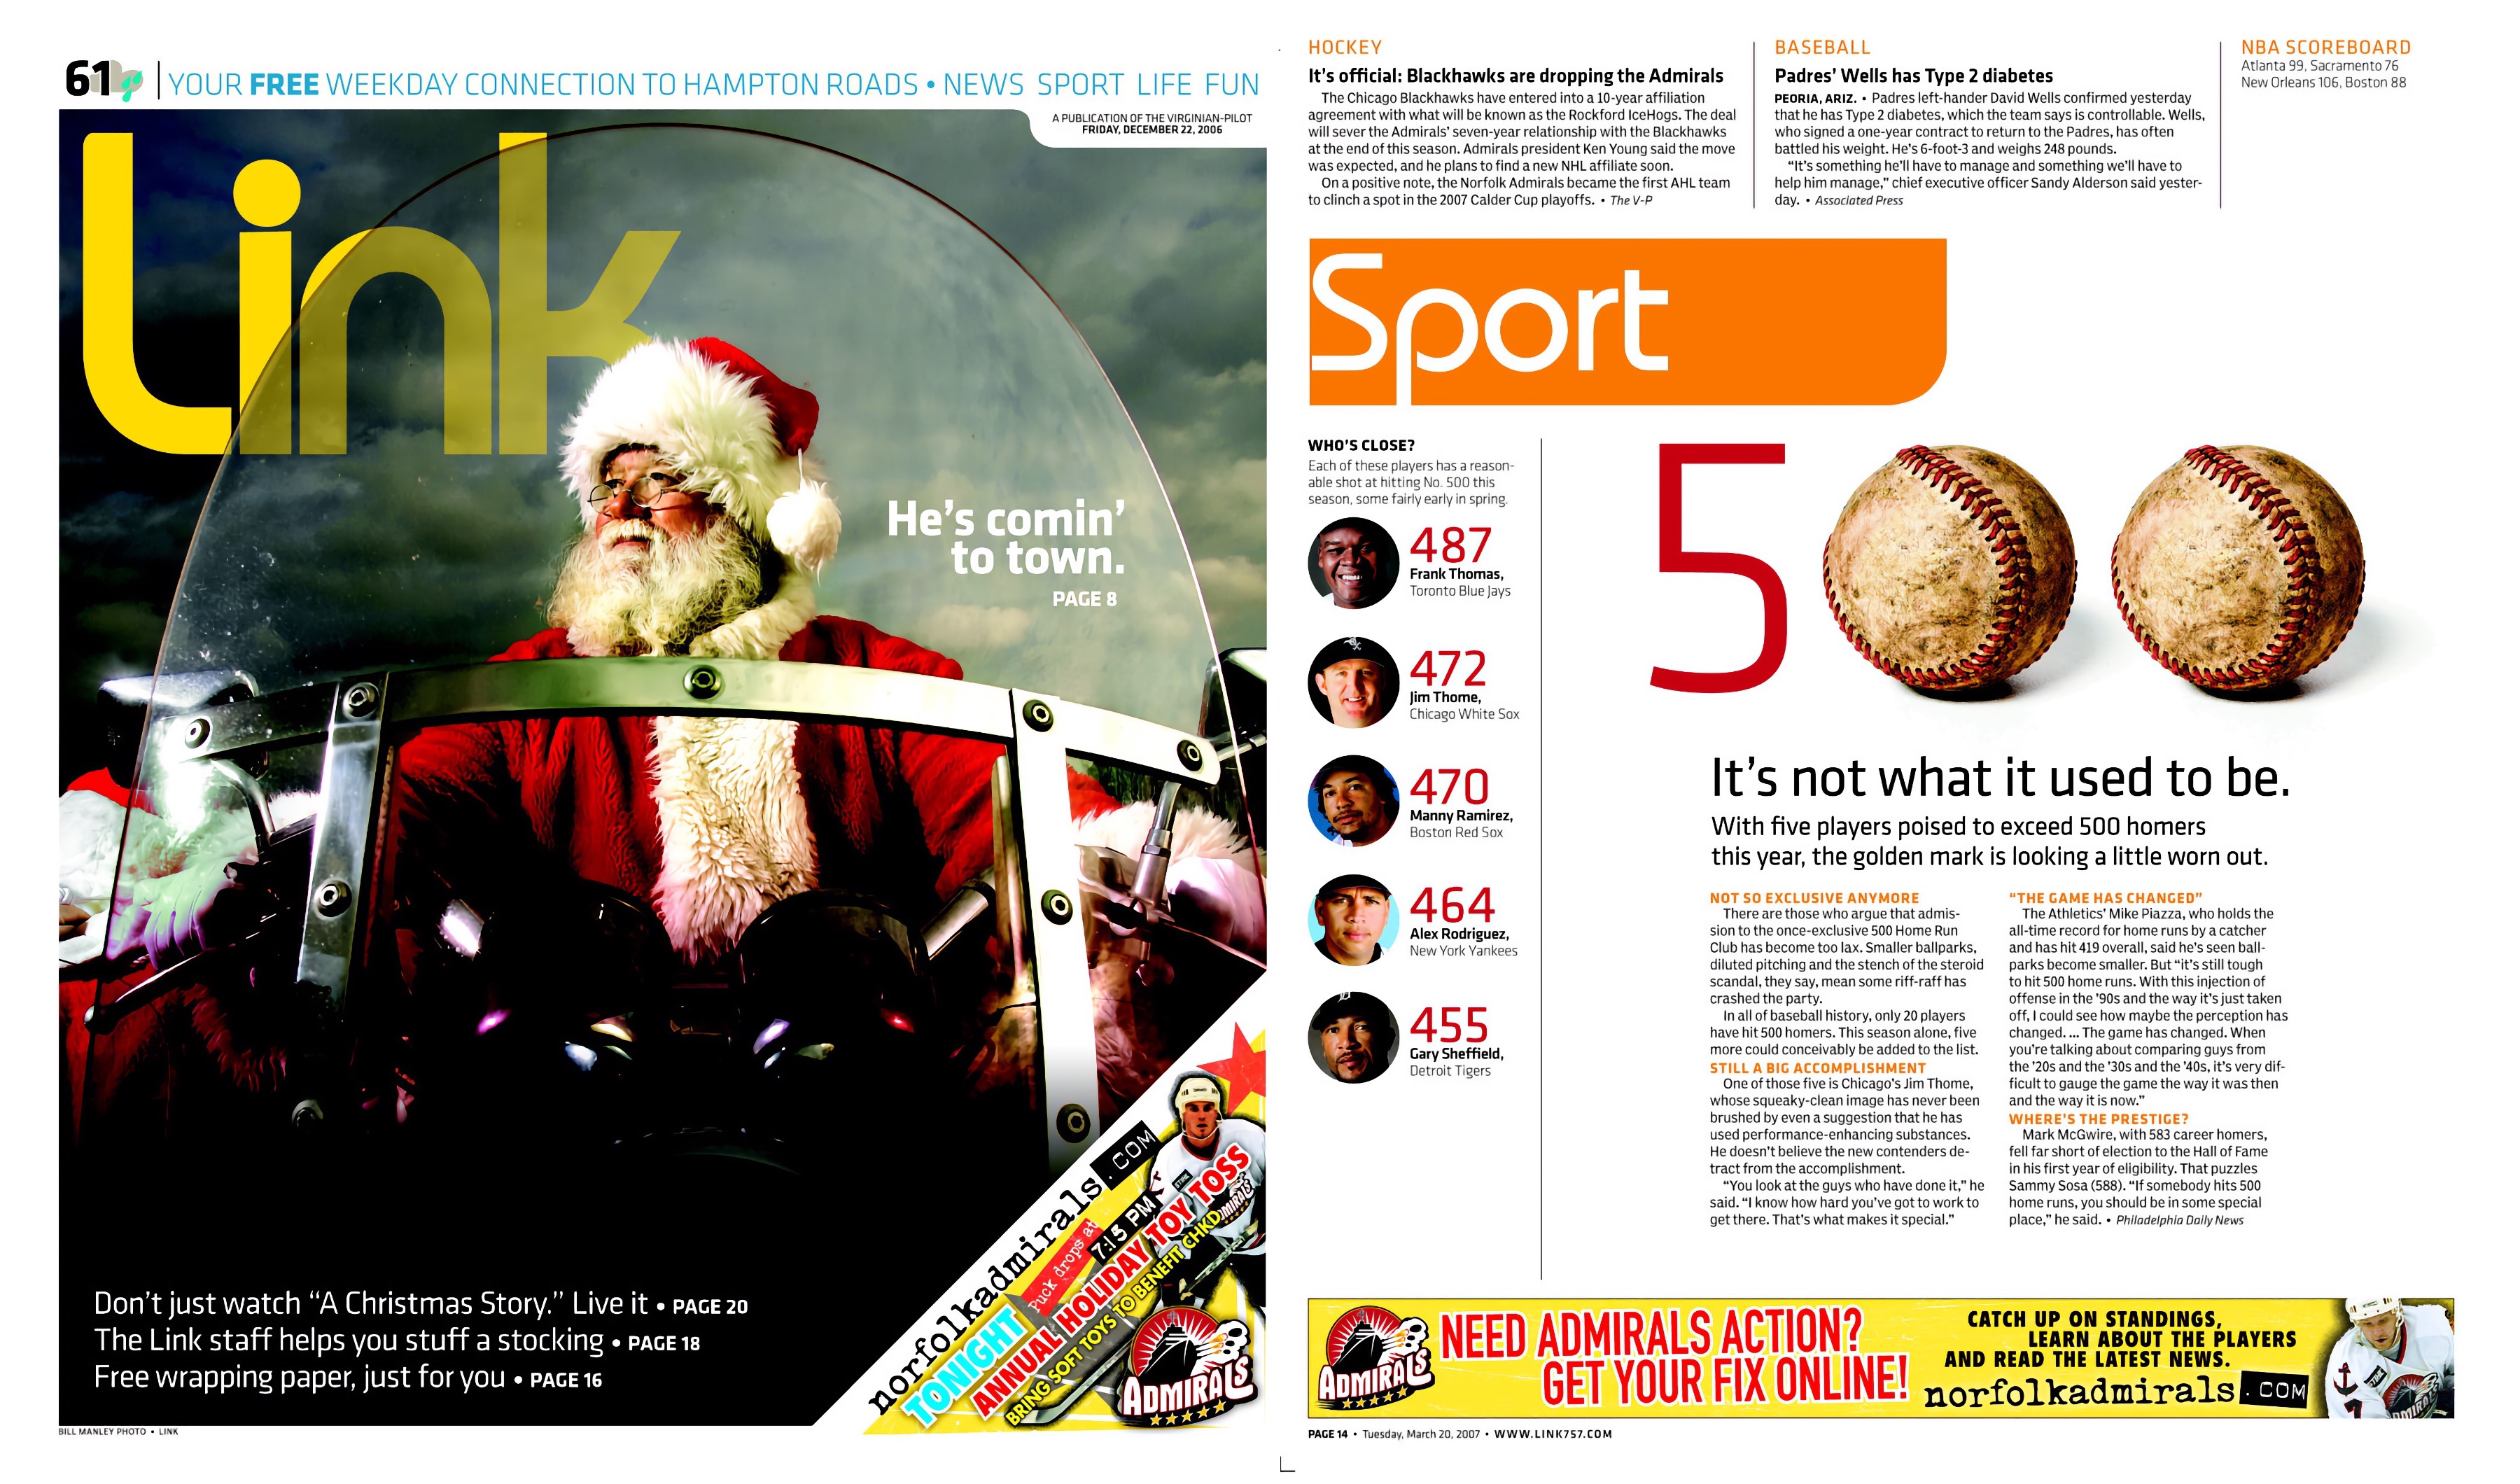 61
YOUR FREE WEEKDAY CONNECTION TO HAMPTON ROADS • NEWS SPORT LIFE FUN
A PUBLICATION OF THE VIRGINIAN-PILOT
FRIDAY, DECEMBER 22, 2006
Link
He's comin'
to town.
PAGE 8
Don't just watch “A Christmas Story.” Live it • PAGE 20
The Link staff helps you stuff a stocking • PAGE 18
Free wrapping paper, just for you • PAGE 16
norfolkadmirals.COM
TONIGHT
Puck drops at
7:15 PM
ANNUAL HOLIDAY TOY TOSS
BRING SOFT TOYS TO BENEFIT CHKD
ADMIRALS
BILL MANLEY PHOTO • LINK
HOCKEY
It's official: Blackhawks are dropping the Admirals
The Chicago Blackhawks have entered into a 10-year affiliation
agreement with what will be known as the Rockford IceHogs. The deal
will sever the Admirals' seven-year relationship with the Blackhawks
at the end of this season. Admirals president Ken Young said the move
was expected, and he plans to find a new NHL affiliate soon.
On a positive note, the Norfolk Admirals became the first AHL team
to clinch a spot in the 2007 Calder Cup playoffs. • The V-P
BASEBALL
Padres' Wells has Type 2 diabetes
PEORIA, ARIZ. • Padres left-hander David Wells confirmed yesterday
that he has Type 2 diabetes, which the team says is controllable. Wells,
who signed a one-year contract to return to the Padres, has often
battled his weight. He's 6-foot-3 and weighs 248 pounds.
“It's something he'll have to manage and something we'll have to
help him manage,” chief executive officer Sandy Alderson said yester-
day. • Associated Press
NBA SCOREBOARD
Atlanta 99, Sacramento 76
New Orleans 106, Boston 88
Sport
WHO'S CLOSE?
Each of these players has a reason-
able shot at hitting No. 500 this
season, some fairly early in spring.
487
Frank Thomas,
Toronto Blue Jays
472
Jim Thome,
Chicago White Sox
470
Manny Ramirez,
Boston Red Sox
464
Alex Rodriguez,
New York Yankees
455
Gary Sheffield,
Detroit Tigers
5
It's not what it used to be.
With five players poised to exceed 500 homers
this year, the golden mark is looking a little worn out.
NOT SO EXCLUSIVE ANYMORE
There are those who argue that admis-
sion to the once-exclusive 500 Home Run
Club has become too lax. Smaller ballparks,
diluted pitching and the stench of the steroid
scandal, they say, mean some riff-raff has
crashed the party.
In all of baseball history, only 20 players
have hit 500 homers. This season alone, five
more could conceivably be added to the list.
STILL A BIG ACCOMPLISHMENT
One of those five is Chicago's Jim Thome,
whose squeaky-clean image has never been
brushed by even a suggestion that he has
used performance-enhancing substances.
He doesn't believe the new contenders de-
tract from the accomplishment.
“You look at the guys who have done it,” he
said. “I know how hard you've got to work to
get there. That's what makes it special.”
“THE GAME HAS CHANGED”
The Athletics' Mike Piazza, who holds the
all-time record for home runs by a catcher
and has hit 419 overall, said he's seen ball-
parks become smaller. But “it's still tough
to hit 500 home runs. With this injection of
offense in the '90s and the way it's just taken
off, I could see how maybe the perception has
changed. ... The game has changed. When
you're talking about comparing guys from
the '20s and the '30s and the '40s, it's very dif-
ficult to gauge the game the way it was then
and the way it is now.”
WHERE'S THE PRESTIGE?
Mark McGwire, with 583 career homers,
fell far short of election to the Hall of Fame
in his first year of eligibility. That puzzles
Sammy Sosa (588). “If somebody hits 500
home runs, you should be in some special
place,” he said. • Philadelphia Daily News
ADMIRALS
NEED ADMIRALS ACTION?
GET YOUR FIX ONLINE!
CATCH UP ON STANDINGS,
LEARN ABOUT THE PLAYERS
AND READ THE LATEST NEWS.
norfolkadmirals.COM
PAGE 14 • Tuesday, March 20, 2007 • WWW.LINK757.COM